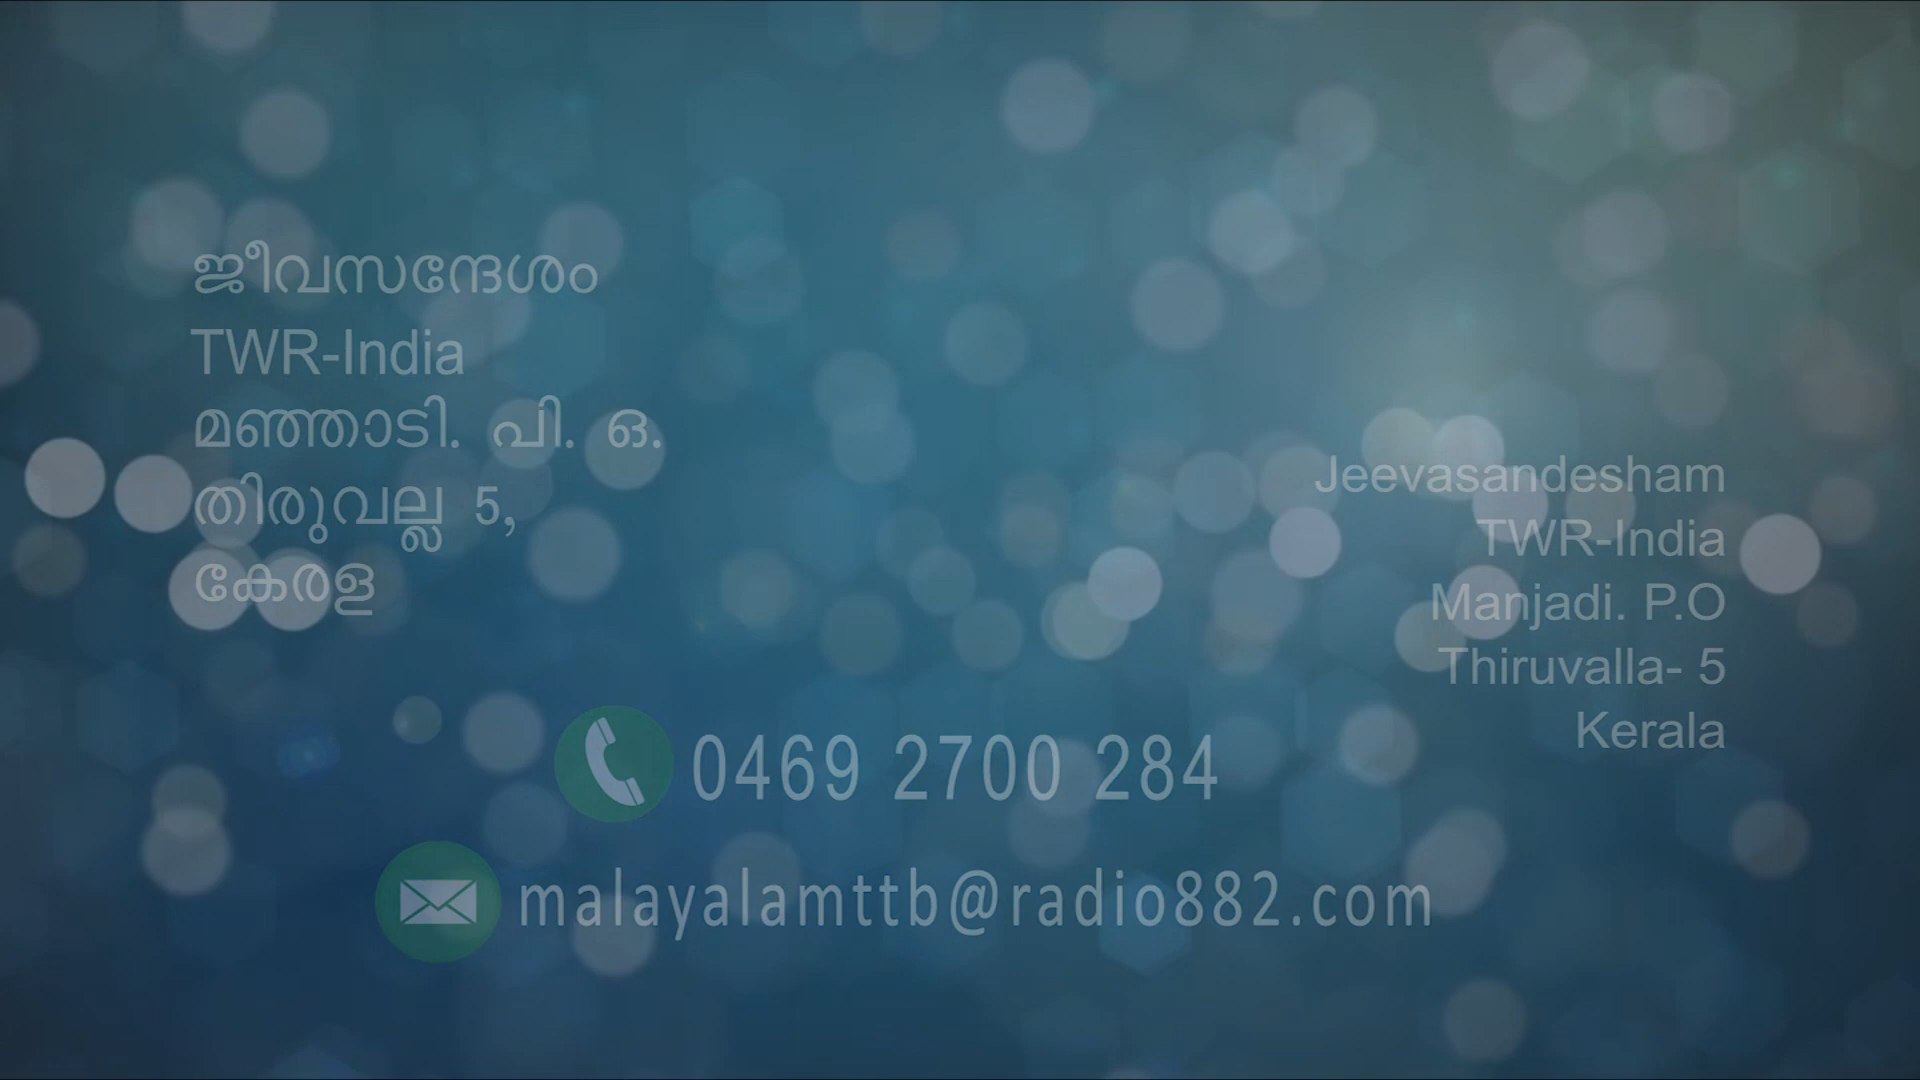 ജീവസന്ദേശം
TWR-India
മഞ്ഞാടി. പി. ഒ.
തിരുവല്ല 5,
കേരള
Jeevasandesham
TWR-India
Manjadi. P.O
Thiruvalla- 5
Kerala
0469 2700 284
malayalamttb@radio882.com